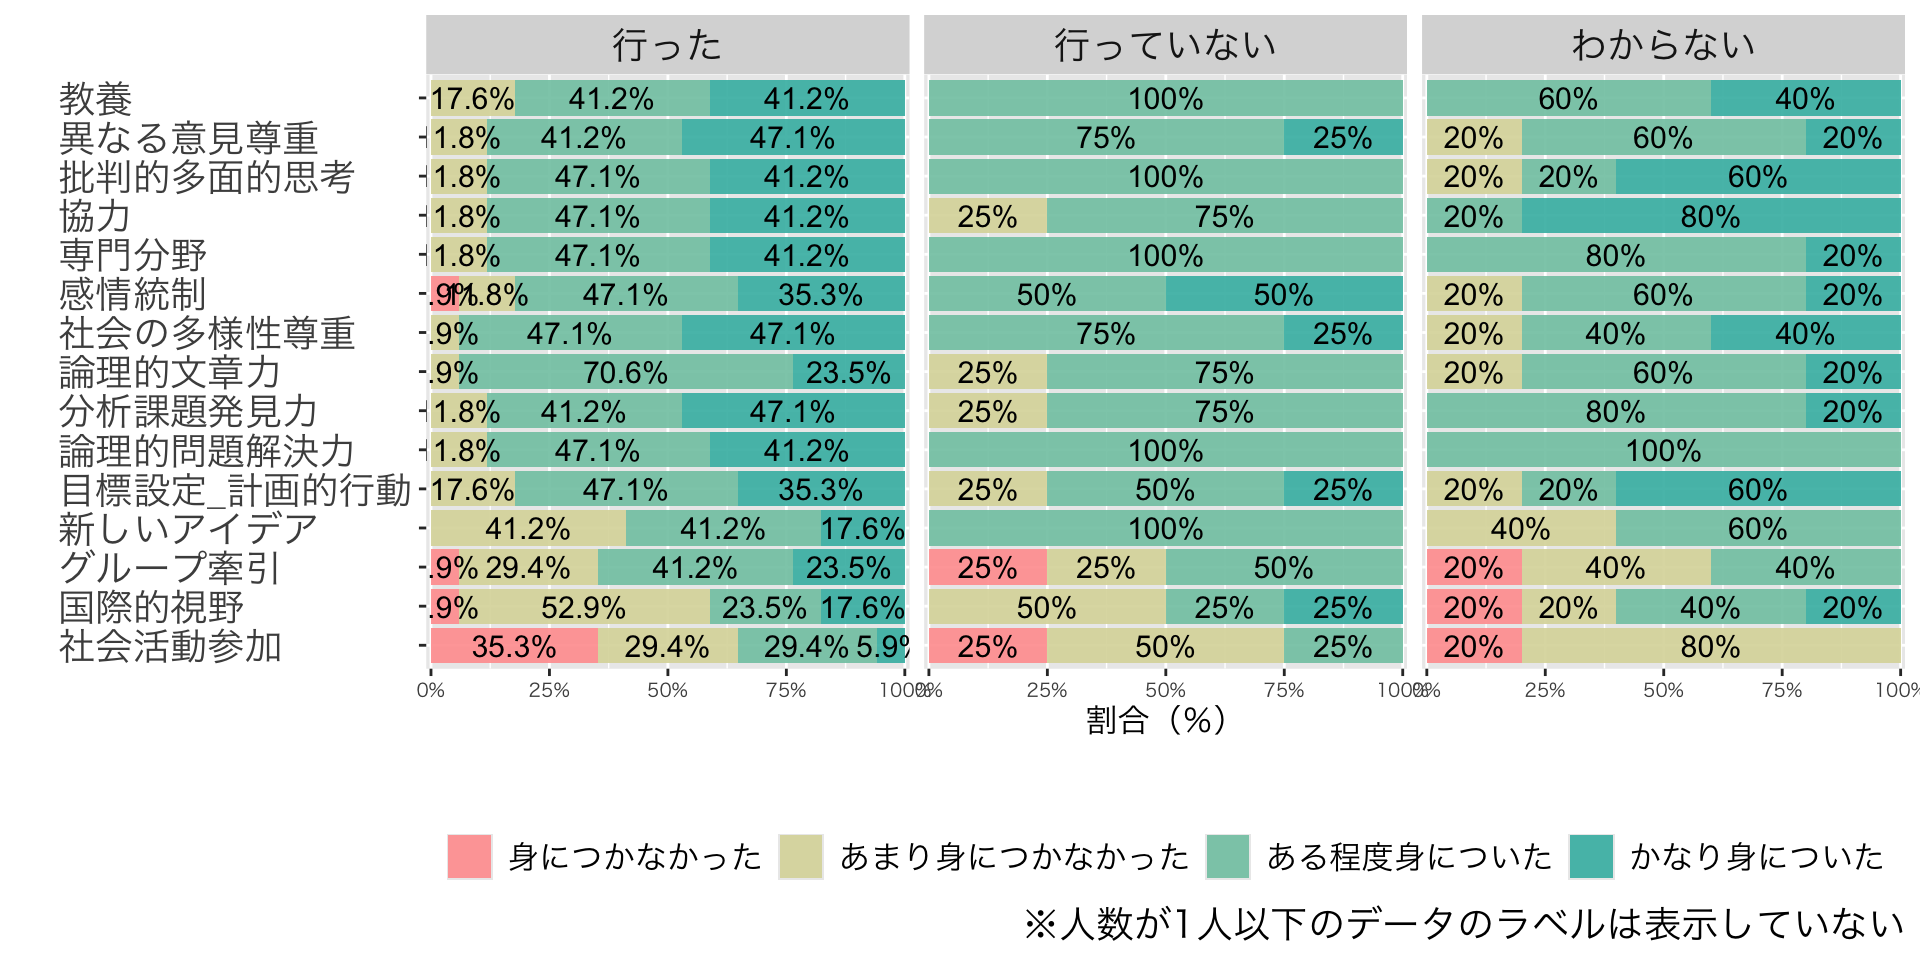 行った 行っていない わからない
教養 17.6% 41.2% 41.2% 100% 60% 40%
異なる意見尊重 1.8% 41.2% 47.1% 75% 25% 20% 60% 20%
批判的多面的思考 1.8% 47.1% 41.2% 100% 20% 20% 60%
協力 1.8% 47.1% 41.2% 25% 75% 20% 80%
専門分野 1.8% 47.1% 41.2% 100% 80% 20%
感情統制 .9% 11.8% 47.1% 35.3% 50% 50% 20% 60% 20%
社会の多様性尊重 .9% 47.1% 47.1% 75% 25% 20% 40% 40%
論理的文章力 .9% 70.6% 23.5% 25% 75% 20% 60% 20%
分析課題発見力 1.8% 41.2% 47.1% 25% 75% 80% 20%
論理的問題解決力 1.8% 47.1% 41.2% 100% 100%
目標設定_計画的行動 17.6% 47.1% 35.3% 25% 50% 25% 20% 20% 60%
新しいアイデア 41.2% 41.2% 17.6% 100% 40% 60%
グループ牽引 .9% 29.4% 41.2% 23.5% 25% 25% 50% 20% 40% 40%
国際的視野 .9% 52.9% 23.5% 17.6% 50% 25% 25% 20% 20% 40% 20%
社会活動参加 35.3% 29.4% 29.4% 5.9% 25% 50% 25% 20% 80%
0% 25% 50% 75% 100% 0% 25% 50% 75% 100% 0% 25% 50% 75% 100%
割合（%）
身につかなかった あまり身につかなかった ある程度身についた かなり身についた
※人数が1人以下のデータのラベルは表示していない